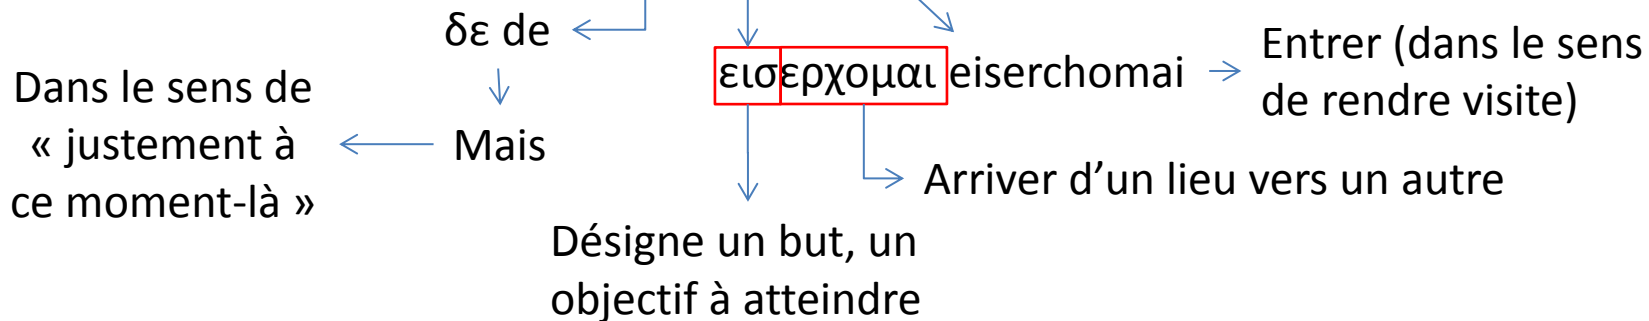 δε de
Mais
Dans le sens de
« justement à
ce moment-là »
εισερχομαι eiserchomai
Entrer (dans le sens
de rendre visite)
Arriver d’un lieu vers un autre
Désigne un but, un
objectif à atteindre